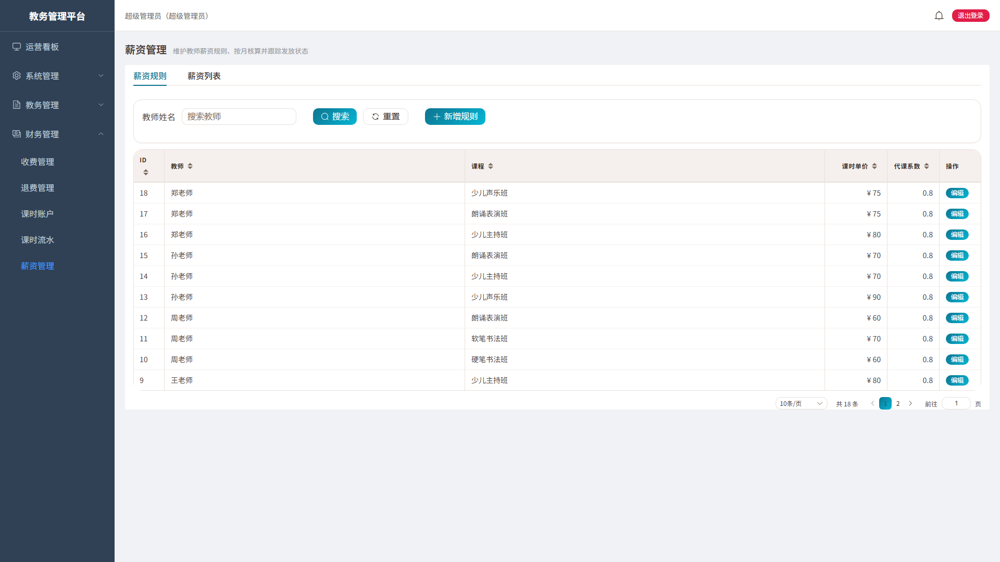 教务管理平台
超级管理员（超级管理员）
退出登录
运营看板
系统管理
教务管理
财务管理
收费管理
退费管理
课时账户
课时流水
薪资管理
薪资管理 维护教师薪资规则、按月核算并跟踪发放状态
薪资规则 薪资列表
教师姓名 搜索教师 搜索 重置 新增规则
ID 教师 课程 课时单价 代课系数 操作
18 郑老师 少儿声乐班 ¥ 75 0.8 编辑
17 郑老师 朗诵表演班 ¥ 75 0.8 编辑
16 郑老师 少儿主持班 ¥ 80 0.8 编辑
15 孙老师 朗诵表演班 ¥ 70 0.8 编辑
14 孙老师 少儿主持班 ¥ 70 0.8 编辑
13 孙老师 少儿声乐班 ¥ 90 0.8 编辑
12 周老师 朗诵表演班 ¥ 60 0.8 编辑
11 周老师 软笔书法班 ¥ 70 0.8 编辑
10 周老师 硬笔书法班 ¥ 60 0.8 编辑
9 王老师 少儿主持班 ¥ 80 0.8 编辑
10条/页 共 18 条 1 2 前往 1 页